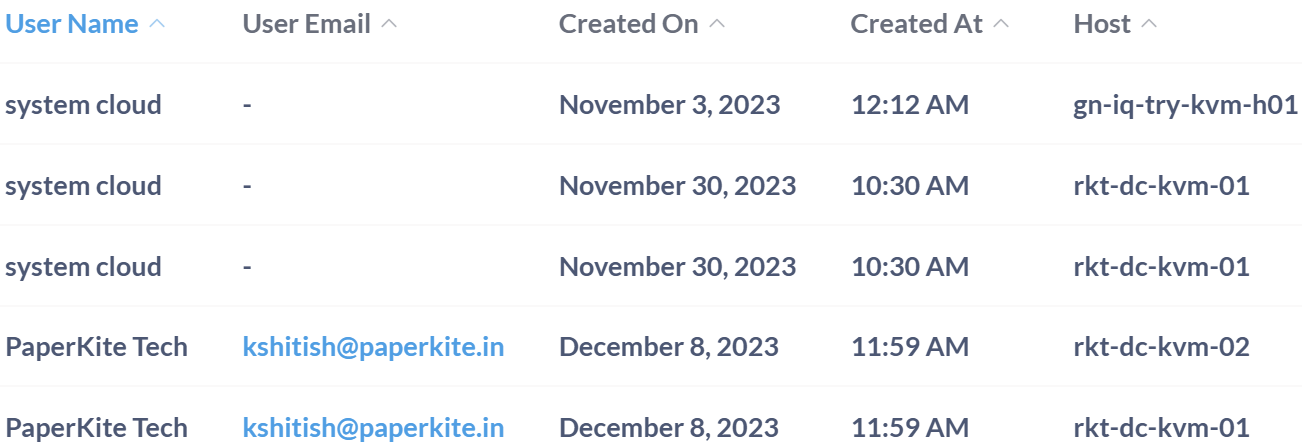 User Name User Email Created On Created At Host
system cloud - November 3, 2023 12:12 AM gn-iq-try-kvm-h01
system cloud - November 30, 2023 10:30 AM rkt-dc-kvm-01
system cloud - November 30, 2023 10:30 AM rkt-dc-kvm-01
PaperKite Tech kshitish@paperkite.in December 8, 2023 11:59 AM rkt-dc-kvm-02
PaperKite Tech kshitish@paperkite.in December 8, 2023 11:59 AM rkt-dc-kvm-01